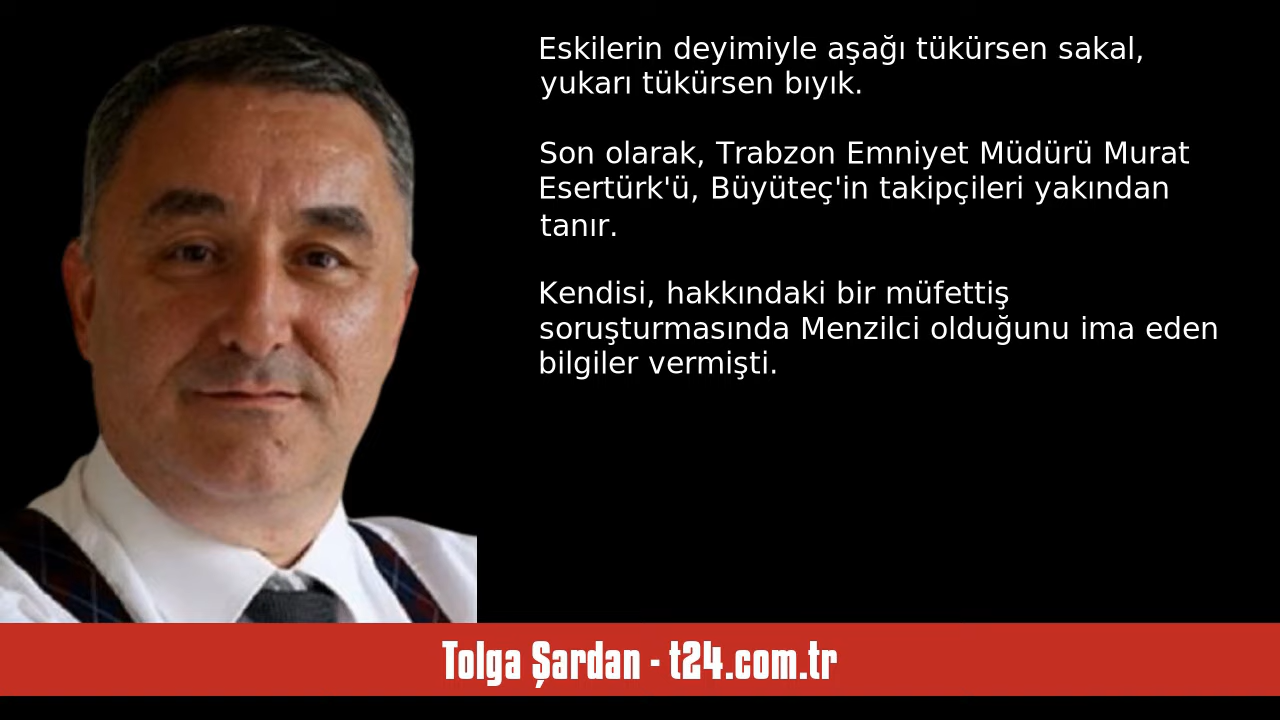 Eskilerin deyimiyle aşağı tükürsen sakal,
yukarı tükürsen bıyık.
Son olarak, Trabzon Emniyet Müdürü Murat
Esertürk'ü, Büyüteç'in takipçileri yakından
tanır.
Kendisi, hakkındaki bir müfettiş
soruşturmasında Menzilci olduğunu ima eden
bilgiler vermişti.
Tolga Şardan - t24.com.tr